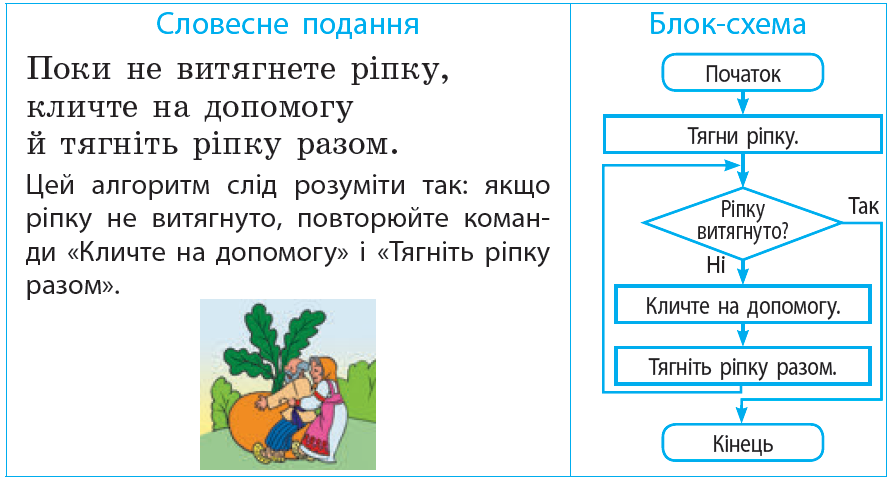 Словесне подання
Поки не витягнете ріпку,
кличте на допомогу
й тягніть ріпку разом.
Цей алгоритм слід розуміти так: якщо
ріпку не витягнуто, повторюйте коман-
ди «Кличте на допомогу» і «Тягніть ріпку
разом».
Блок-схема
Початок
Тягни ріпку.
Ріпку
витягнуто?
Так
Ні
Кличте на допомогу.
Тягніть ріпку разом.
Кінець